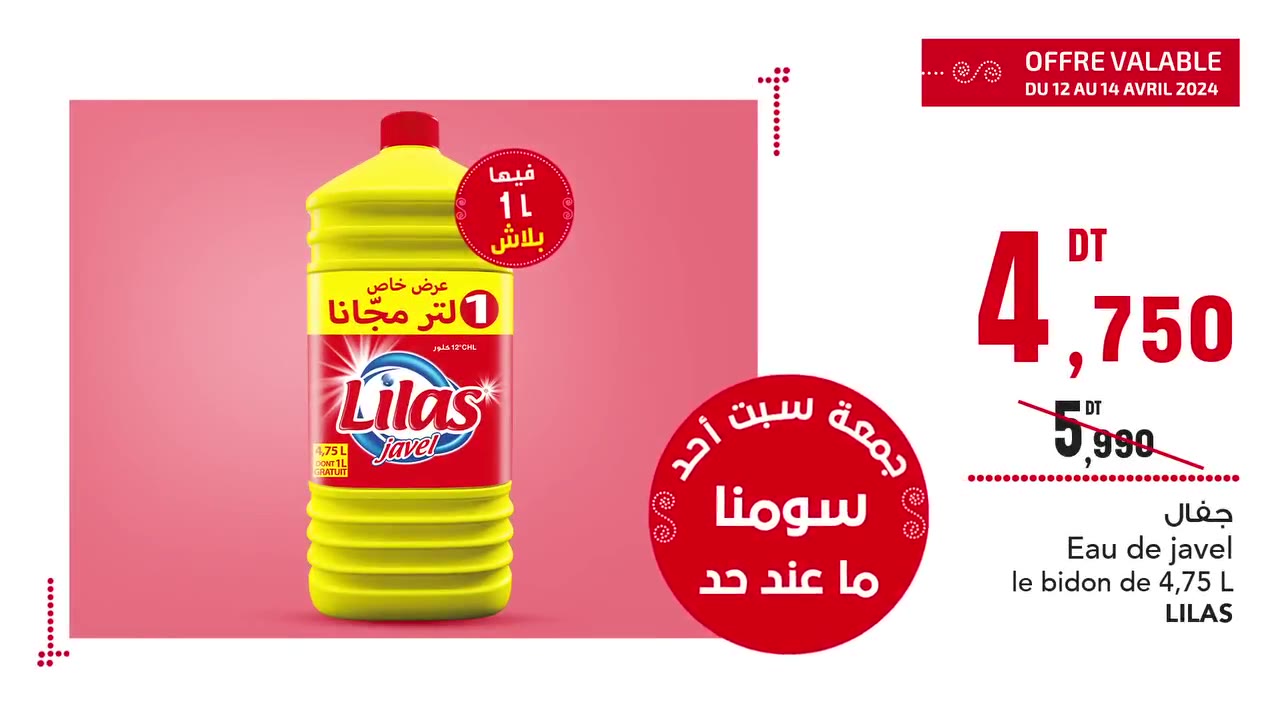 OFFRE VALABLE
DU 12 AU 14 AVRIL 2024
فيها
1 L
بلاش
عرض خاص
1 لتر مجّانا
12°CHL كلور
Lilas
javel
4,75 L
DONT 1L
GRATUIT
جمعة سبت أحد
سومنا
ما عند حد
4 DT ,750
5 DT ,990
جفال
Eau de javel
le bidon de 4,75 L
LILAS